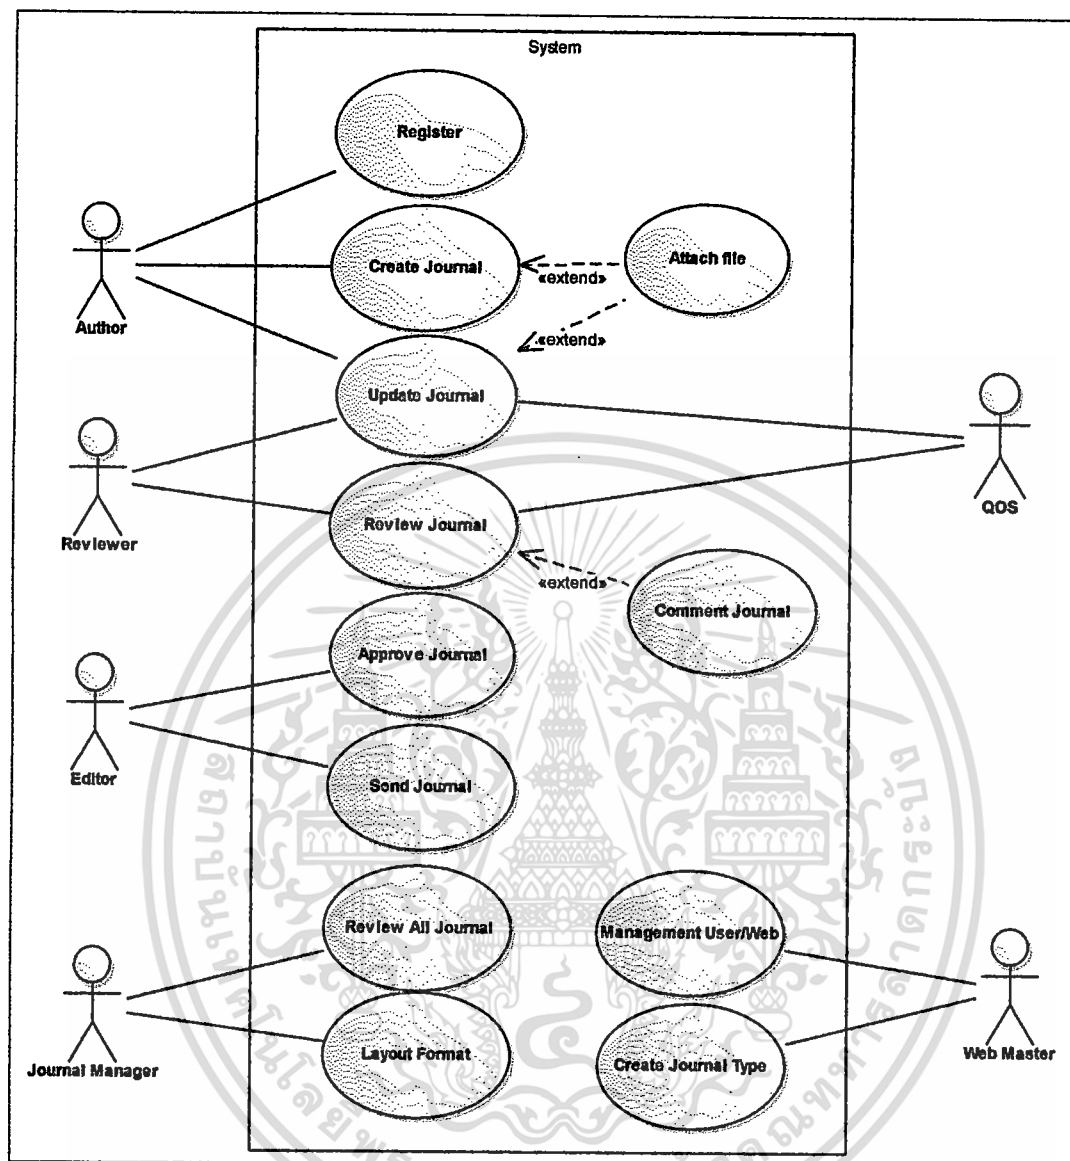 System
Register
Create Journal
Attach file
«extend»
«extend»
Author
Update Journal
Reviewer
QOS
Review Journal
«extend»
Comment Journal
Approve Journal
Editor
Send Journal
Review All Journal
Management User/Web
Journal Manager
Layout Format
Create Journal Type
Web Master